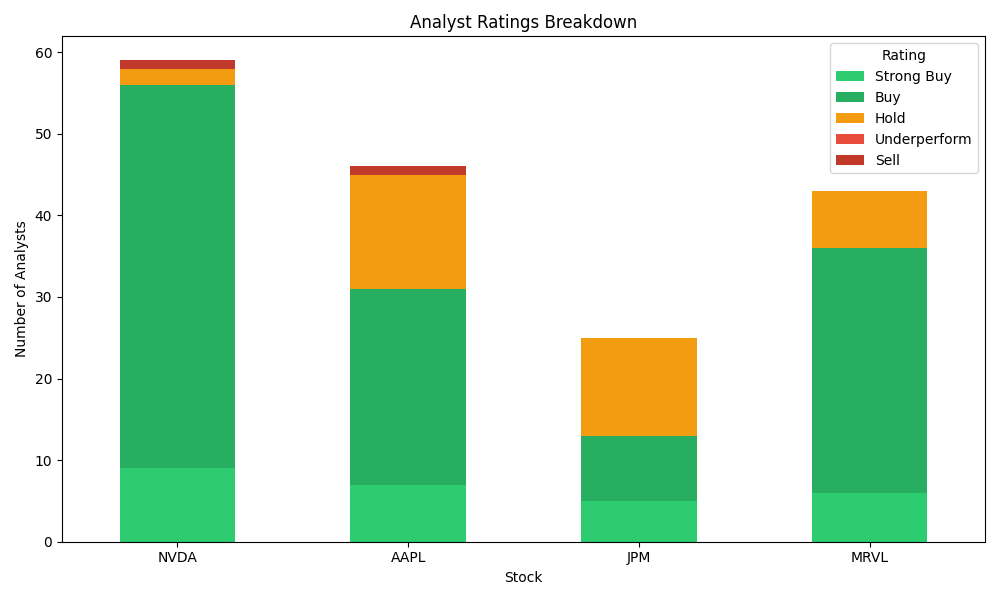 Analyst Ratings Breakdown
Rating
Strong Buy
Buy
Hold
Underperform
Sell
Number of Analysts
60
50
40
30
20
10
0
NVDA
AAPL
JPM
MRVL
Stock